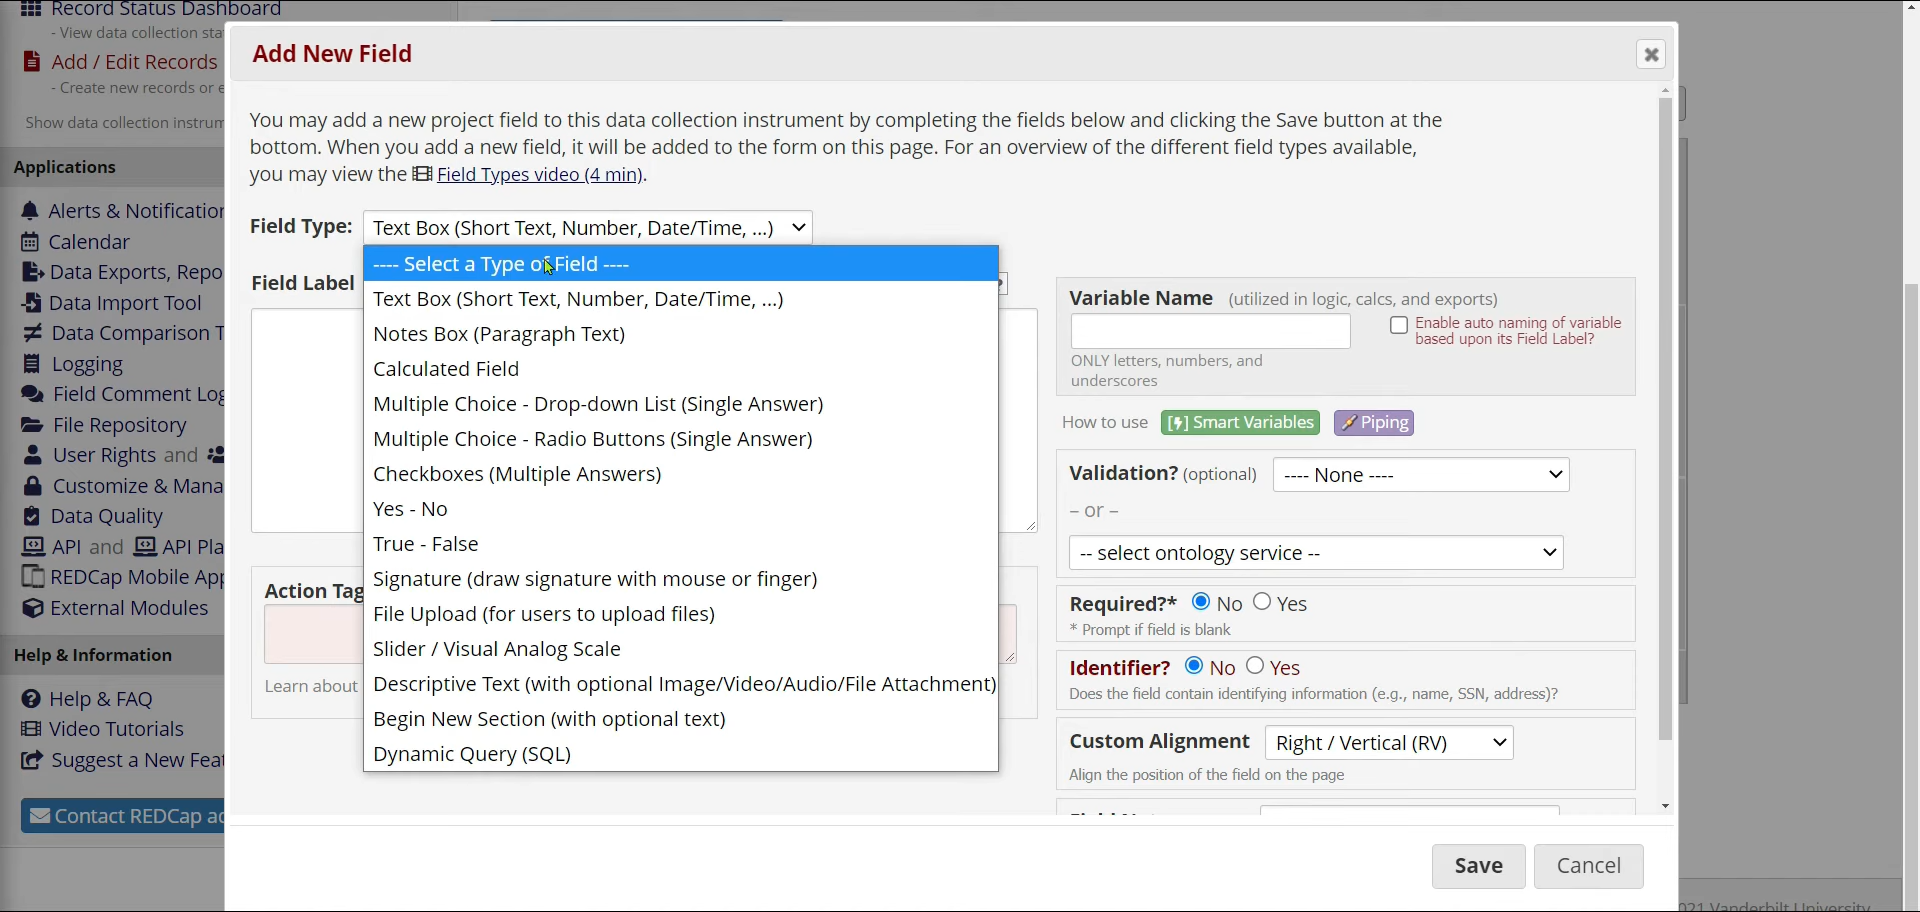 Record Status Dashboard
- View data collection sta
Add / Edit Records
- Create new records or e
Show data collection instrum
Applications
Alerts & Notification
Calendar
Data Exports, Repo
Data Import Tool
Data Comparison T
Logging
Field Comment Log
File Repository
User Rights and
Customize & Mana
Data Quality
API and API Pla
REDCap Mobile App
External Modules
Help & Information
Help & FAQ
Video Tutorials
Suggest a New Feat
Contact REDCap ad
Add New Field
You may add a new project field to this data collection instrument by completing the fields below and clicking the Save button at the
bottom. When you add a new field, it will be added to the form on this page. For an overview of the different field types available,
you may view the Field Types video (4 min).
Field Type: Text Box (Short Text, Number, Date/Time, ...)
---- Select a Type of Field ----
Text Box (Short Text, Number, Date/Time, ...)
Notes Box (Paragraph Text)
Calculated Field
Multiple Choice - Drop-down List (Single Answer)
Multiple Choice - Radio Buttons (Single Answer)
Checkboxes (Multiple Answers)
Yes - No
True - False
Signature (draw signature with mouse or finger)
File Upload (for users to upload files)
Slider / Visual Analog Scale
Descriptive Text (with optional Image/Video/Audio/File Attachment)
Begin New Section (with optional text)
Dynamic Query (SQL)
Field Label
Action Tag
Learn about
Variable Name (utilized in logic, calcs, and exports)
Enable auto naming of variable
based upon its Field Label?
ONLY letters, numbers, and
underscores
How to use [⚡] Smart Variables Piping
Validation? (optional) ---- None ----
– or –
-- select ontology service --
Required?* No Yes
* Prompt if field is blank
Identifier? No Yes
Does the field contain identifying information (e.g., name, SSN, address)?
Custom Alignment Right / Vertical (RV)
Align the position of the field on the page
Save Cancel
021 Vanderbilt University